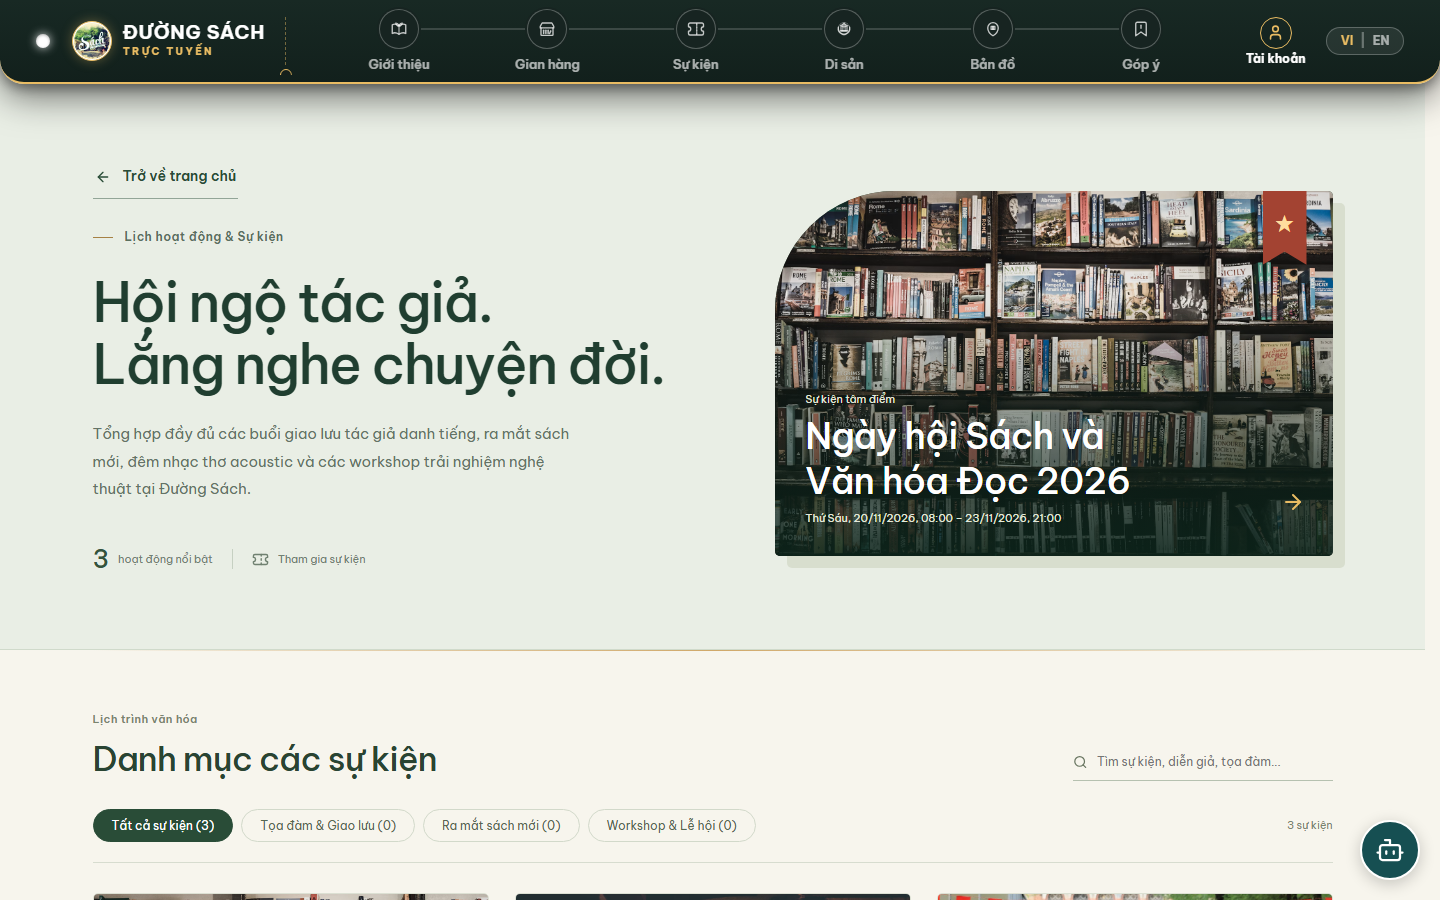 ĐƯỜNG SÁCH
TRỰC TUYẾN
Giới thiệu
Gian hàng
Sự kiện
Di sản
Bản đồ
Góp ý
Tài khoản
VI | EN
Trở về trang chủ
Lịch hoạt động & Sự kiện
Hội ngộ tác giả.
Lắng nghe chuyện đời.
Tổng hợp đầy đủ các buổi giao lưu tác giả danh tiếng, ra mắt sách
mới, đêm nhạc thơ acoustic và các workshop trải nghiệm nghệ
thuật tại Đường Sách.
3 hoạt động nổi bật
Tham gia sự kiện
Sự kiện tâm điểm
Ngày hội Sách và
Văn hóa Đọc 2026
Thứ Sáu, 20/11/2026, 08:00 – 23/11/2026, 21:00
Lịch trình văn hóa
Danh mục các sự kiện
Tìm sự kiện, diễn giả, tọa đàm...
Tất cả sự kiện (3)
Tọa đàm & Giao lưu (0)
Ra mắt sách mới (0)
Workshop & Lễ hội (0)
3 sự kiện